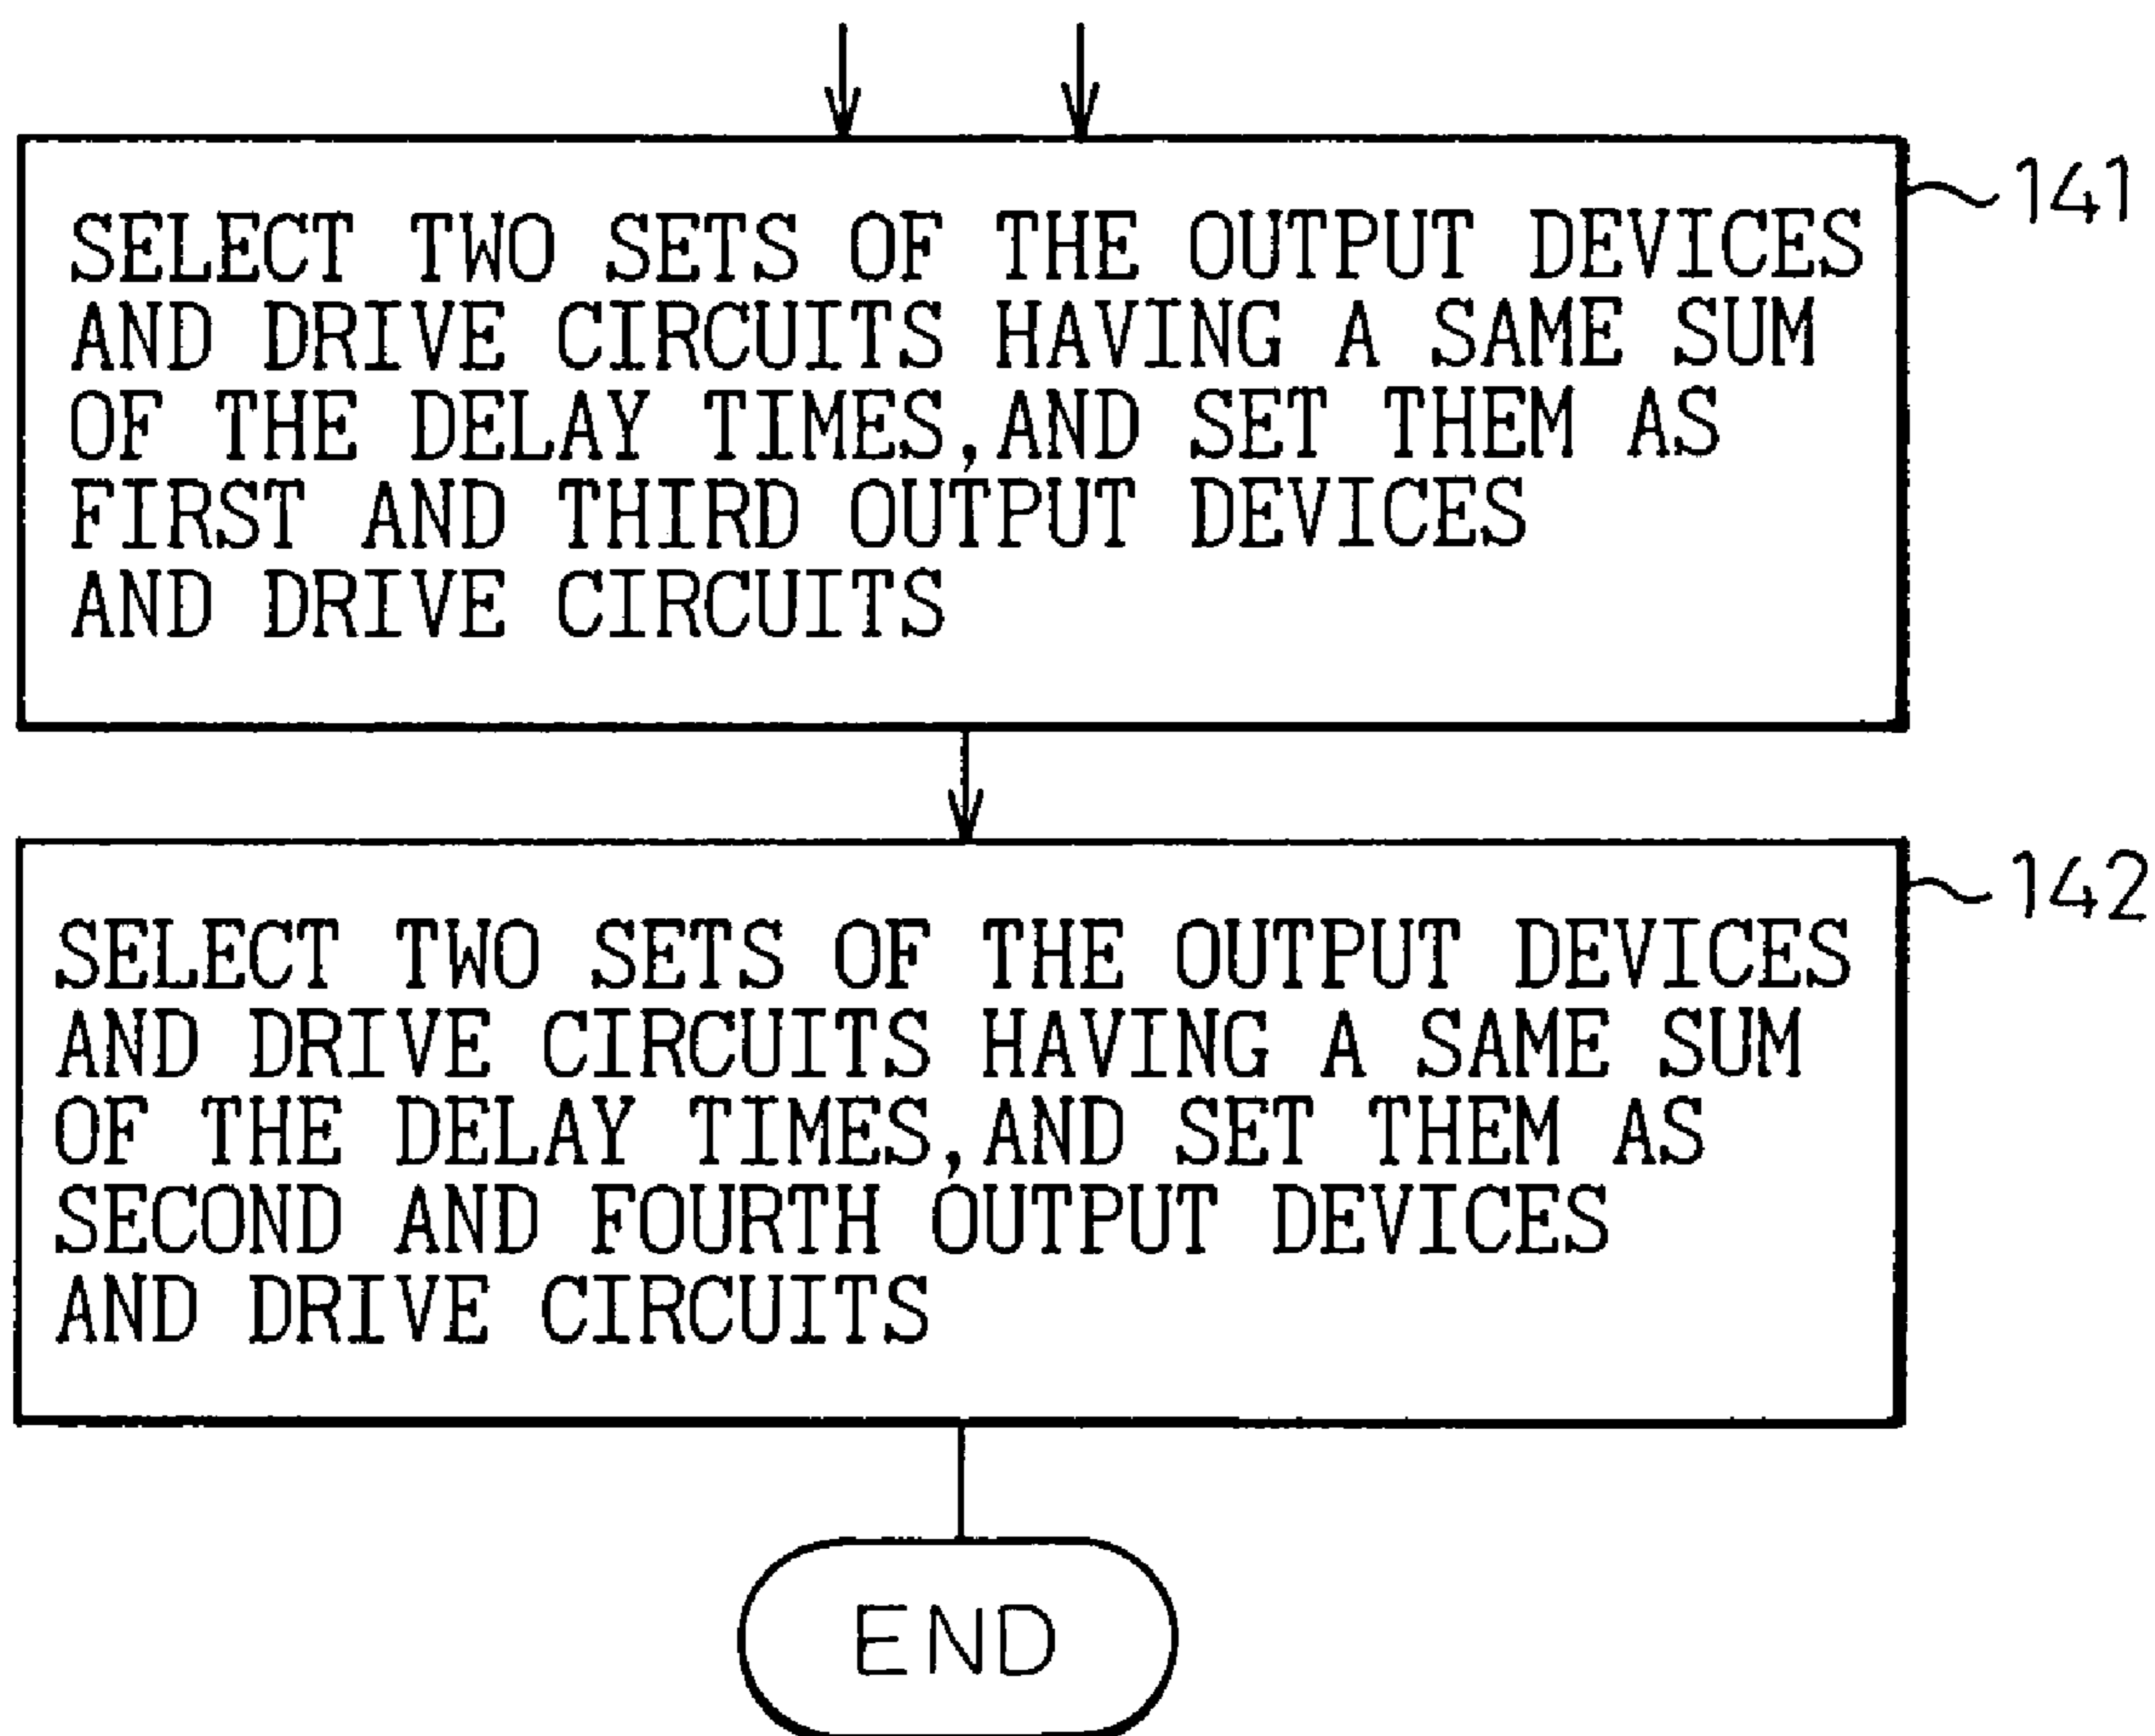 141
SELECT TWO SETS OF THE OUTPUT DEVICES
AND DRIVE CIRCUITS HAVING A SAME SUM
OF THE DELAY TIMES,AND SET THEM AS
FIRST AND THIRD OUTPUT DEVICES
AND DRIVE CIRCUITS
142
SELECT TWO SETS OF THE OUTPUT DEVICES
AND DRIVE CIRCUITS HAVING A SAME SUM
OF THE DELAY TIMES,AND SET THEM AS
SECOND AND FOURTH OUTPUT DEVICES
AND DRIVE CIRCUITS
END